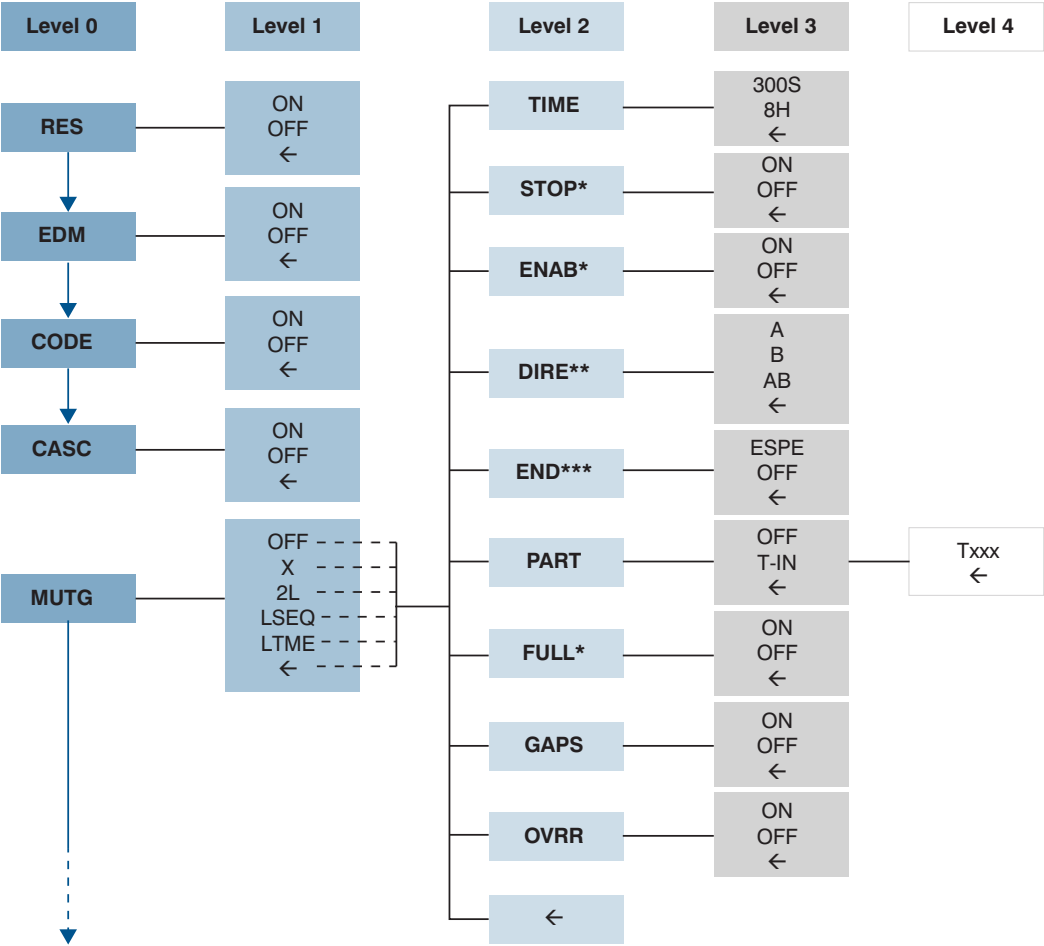 Level 0
Level 1
Level 2
Level 3
Level 4
RES
ON
OFF
←
EDM
ON
OFF
←
CODE
ON
OFF
←
CASC
ON
OFF
←
MUTG
OFF
X
2L
LSEQ
LTME
←
TIME
300S
8H
←
STOP*
ON
OFF
←
ENAB*
ON
OFF
←
DIRE**
A
B
AB
←
END***
ESPE
OFF
←
PART
OFF
T-IN
←
Txxx
←
FULL*
ON
OFF
←
GAPS
ON
OFF
←
OVRR
ON
OFF
←
←